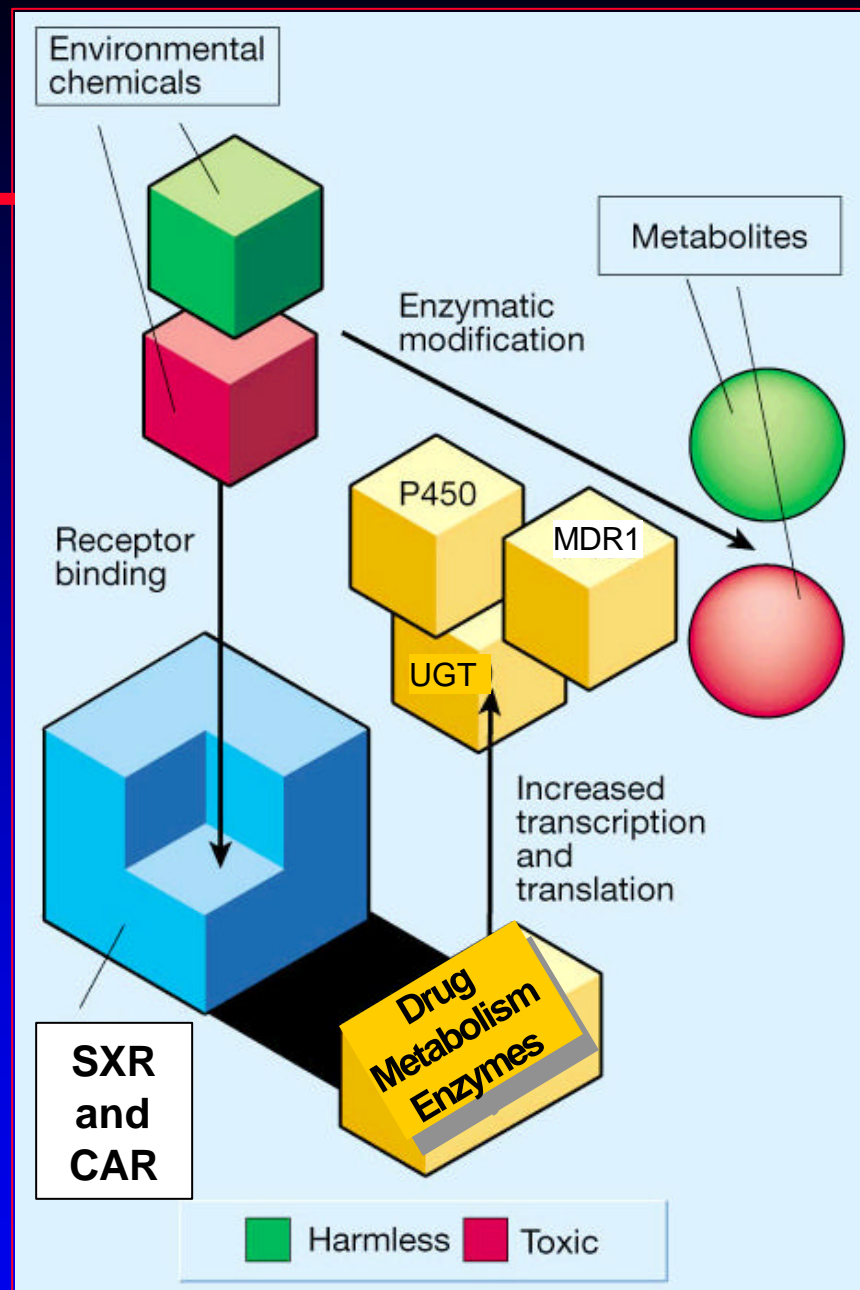 Environmental
chemicals
Metabolites
Enzymatic
modification
P450
MDR1
Receptor
binding
UGT
Increased
transcription
and
translation
Drug
Metabolism
Enzymes
SXR
and
CAR
Harmless
Toxic